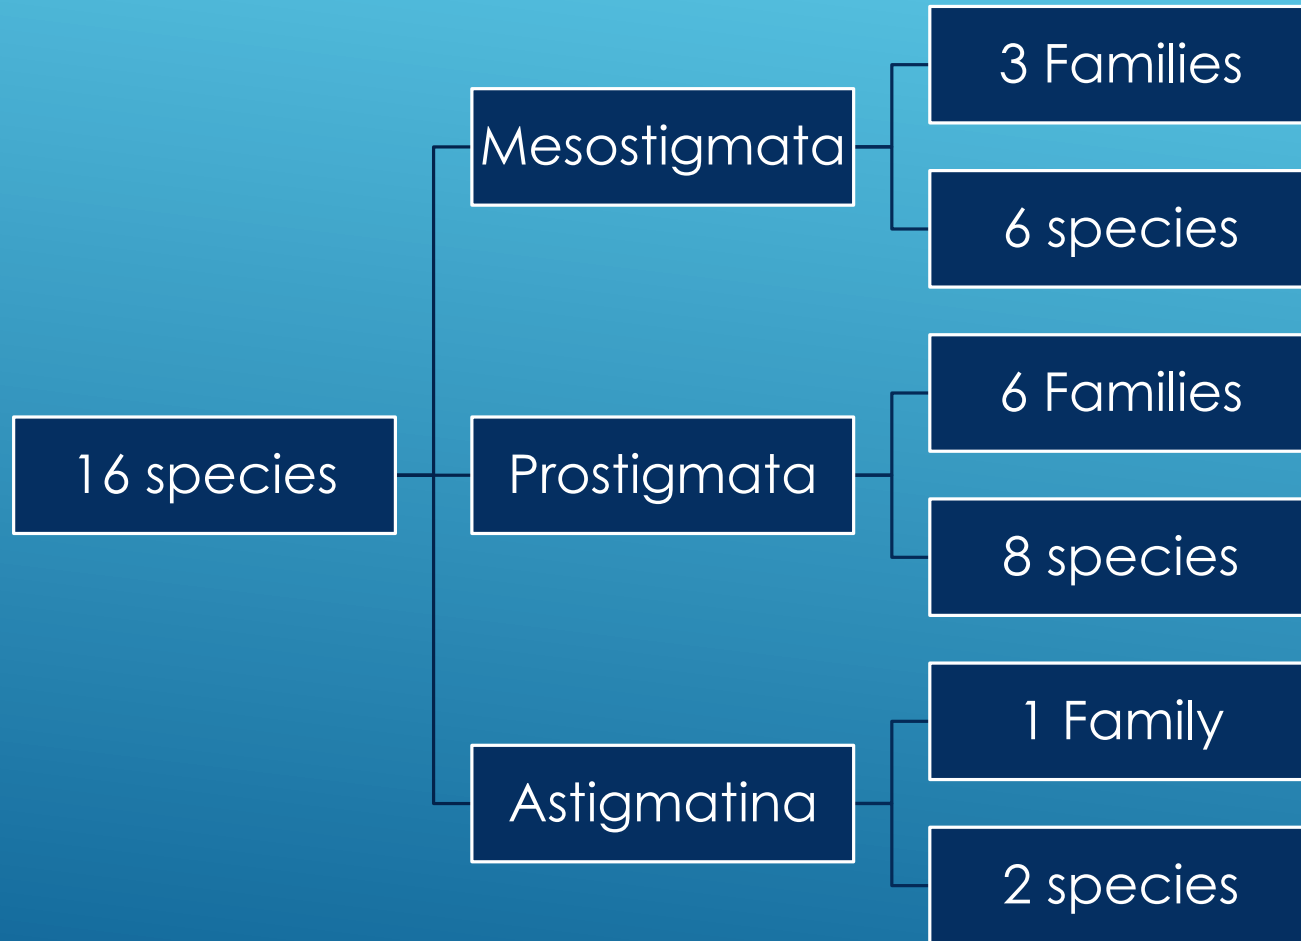 16 species
Mesostigmata
3 Families
6 species
Prostigmata
6 Families
8 species
Astigmatina
1 Family
2 species